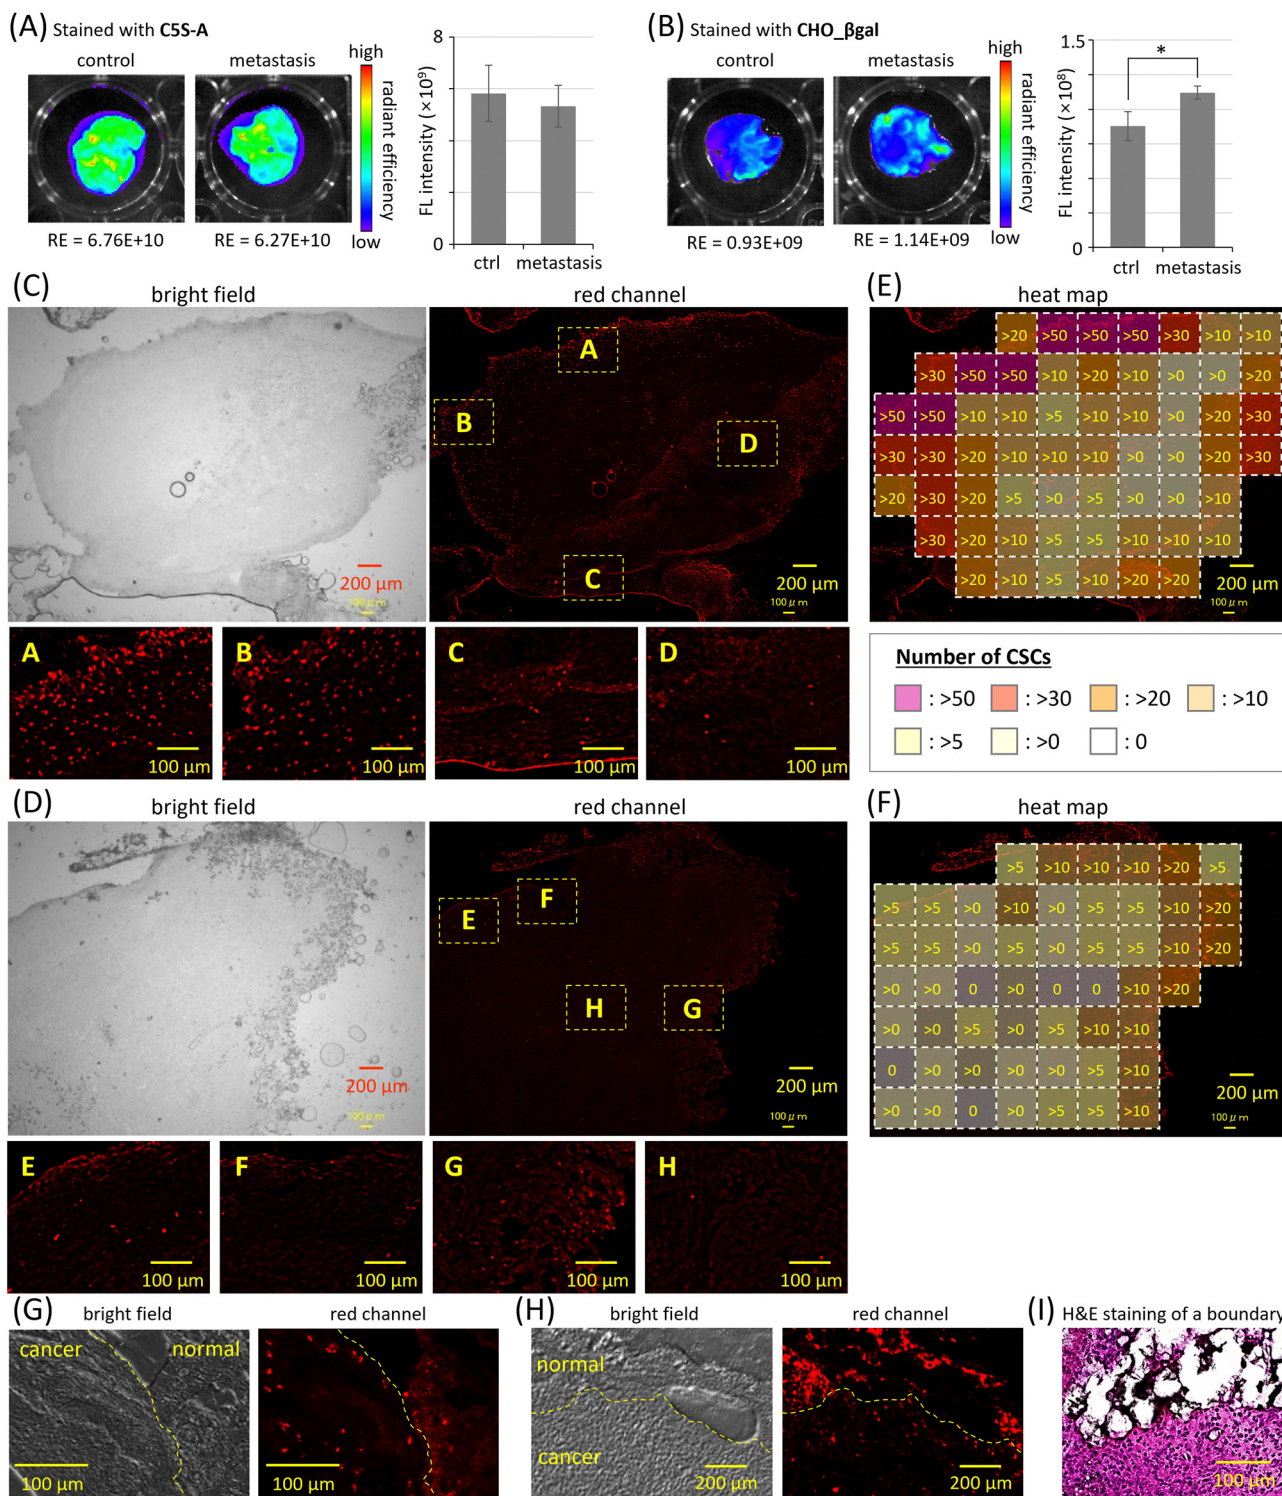 (A) Stained with C5S-A
control
metastasis
high
radiant efficiency
low
RE = 6.76E+10
RE = 6.27E+10
FL intensity (×10⁹)
8
4
0
ctrl
metastasis
(B) Stained with CHO_βgal
control
metastasis
high
radiant efficiency
low
RE = 0.93E+09
RE = 1.14E+09
FL intensity (×10⁸)
1.5
1
0
*
ctrl
metastasis
(C)
bright field
red channel
200 μm
100μm
A
B
D
C
200 μm
100μm
A
100 μm
B
100 μm
C
100 μm
D
100 μm
(E)
heat map
>20 >50 >50 >50 >30 >10 >10
>30 >50 >50 >10 >20 >10 >0 >0 >20
>50 >50 >10 >10 >5 >10 >10 >0 >20 >30
>30 >30 >20 >10 >10 >10 >0 >0 >20 >30
>20 >30 >20 >5 >0 >5 >0 >0 >10
>30 >20 >10 >5 >5 >10 >10 >10
>20 >10 >5 >10 >20 >20
200 μm
100μm
Number of CSCs
: >50 : >30 : >20 : >10
: >5 : >0 : 0
(D)
bright field
red channel
200 μm
100μm
E
F
H
G
200 μm
100μm
E
100 μm
F
100 μm
G
100 μm
H
100 μm
(F)
heat map
>5 >10 >10 >10 >20 >5
>5 >5 >0 >10 >0 >5 >5 >10 >20
>5 >5 >0 >5 >0 >5 >5 >10 >20
>0 >0 0 >0 0 0 >10 >20
>0 >0 >5 >0 >5 >10 >10
0 >0 >0 >0 >0 >5 >10
>0 >0 0 >0 >5 >5 >10
200 μm
100μm
(G)
bright field
red channel
cancer
normal
100 μm
100 μm
(H)
bright field
red channel
normal
cancer
200 μm
200 μm
(I) H&E staining of a boundary
100 μm